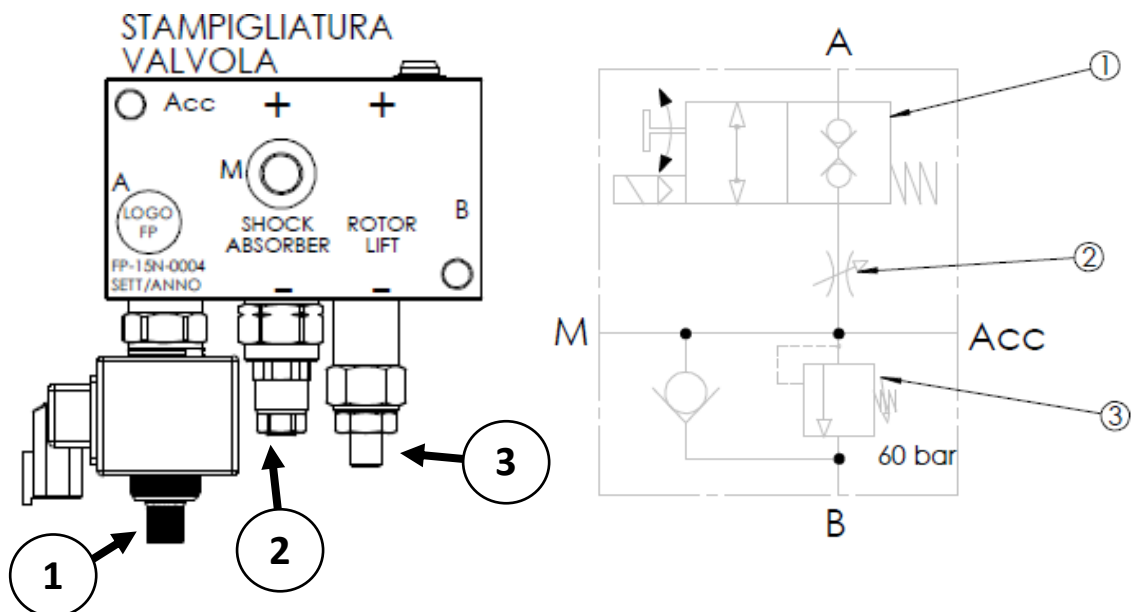 STAMPIGLIATURA
VALVOLA
Acc + +
M
A
LOGO
FP
SHOCK
ABSORBER
ROTOR
LIFT
B
FP-15N-0004
SETT/ANNO
- -
1
2
3
A
1
2
M
Acc
3
60 bar
B